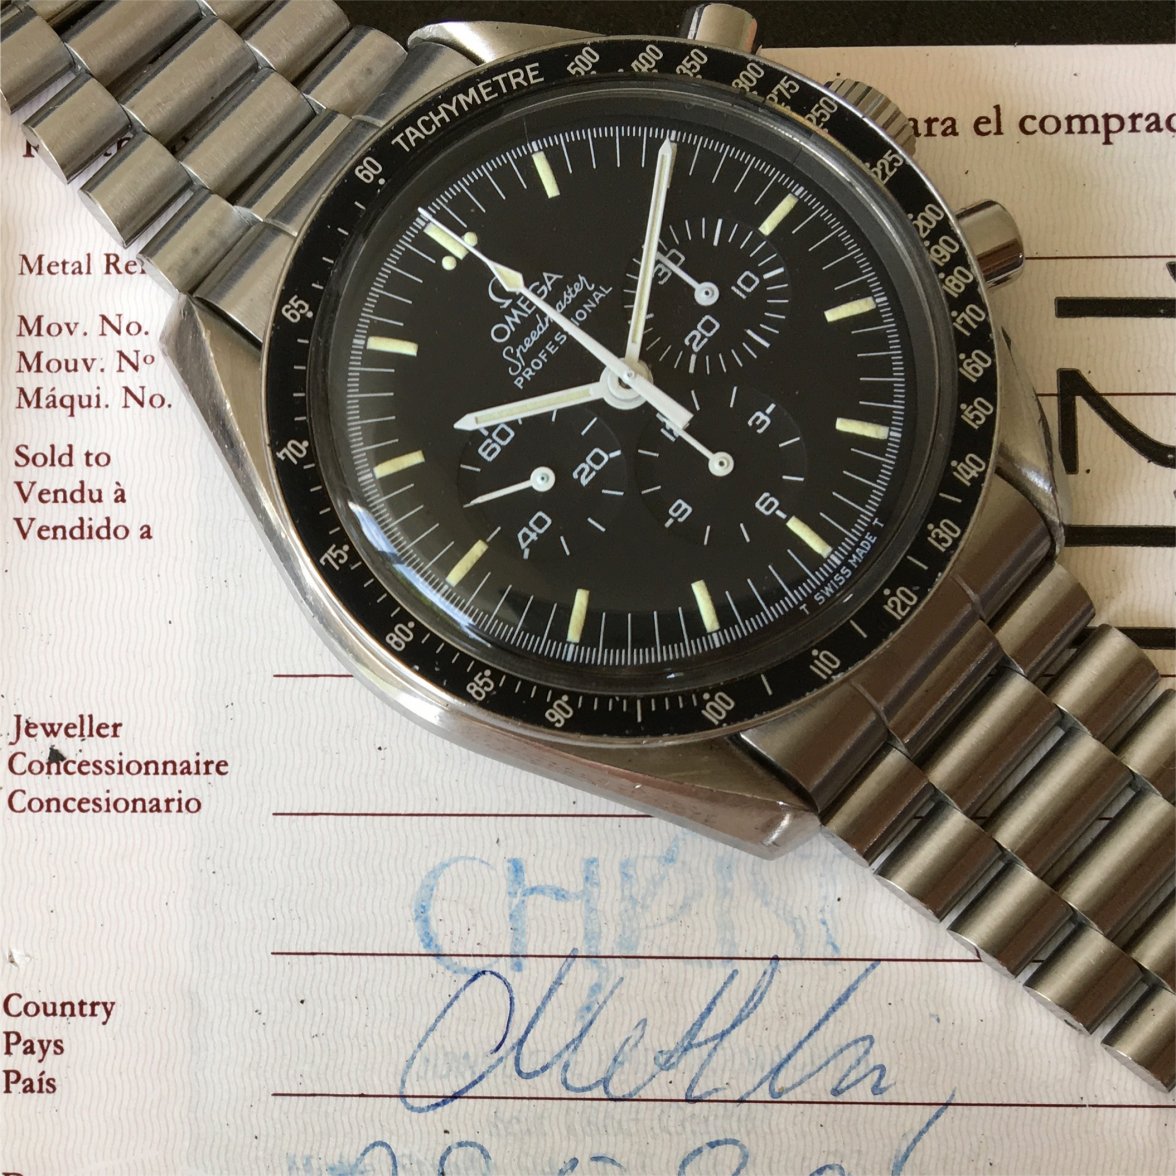 TACHYMETRE 500 400 350 300 275 250 225 200 190 180 170 160 150 140 130 120 110 100 90 85 80 75 70 65 60
ara el comprad
Ω
OMEGA
Speedmaster
PROFESSIONAL
30 10 20
60 20 40
12 3 6 9
T SWISS MADE T
Metal Re
Mov. No.
Mouv. Nº
Máqui. No.
Sold to
Vendu à
Vendido a
Jeweller
Concessionnaire
Concesionario
CHRIST
Country
Pays
País